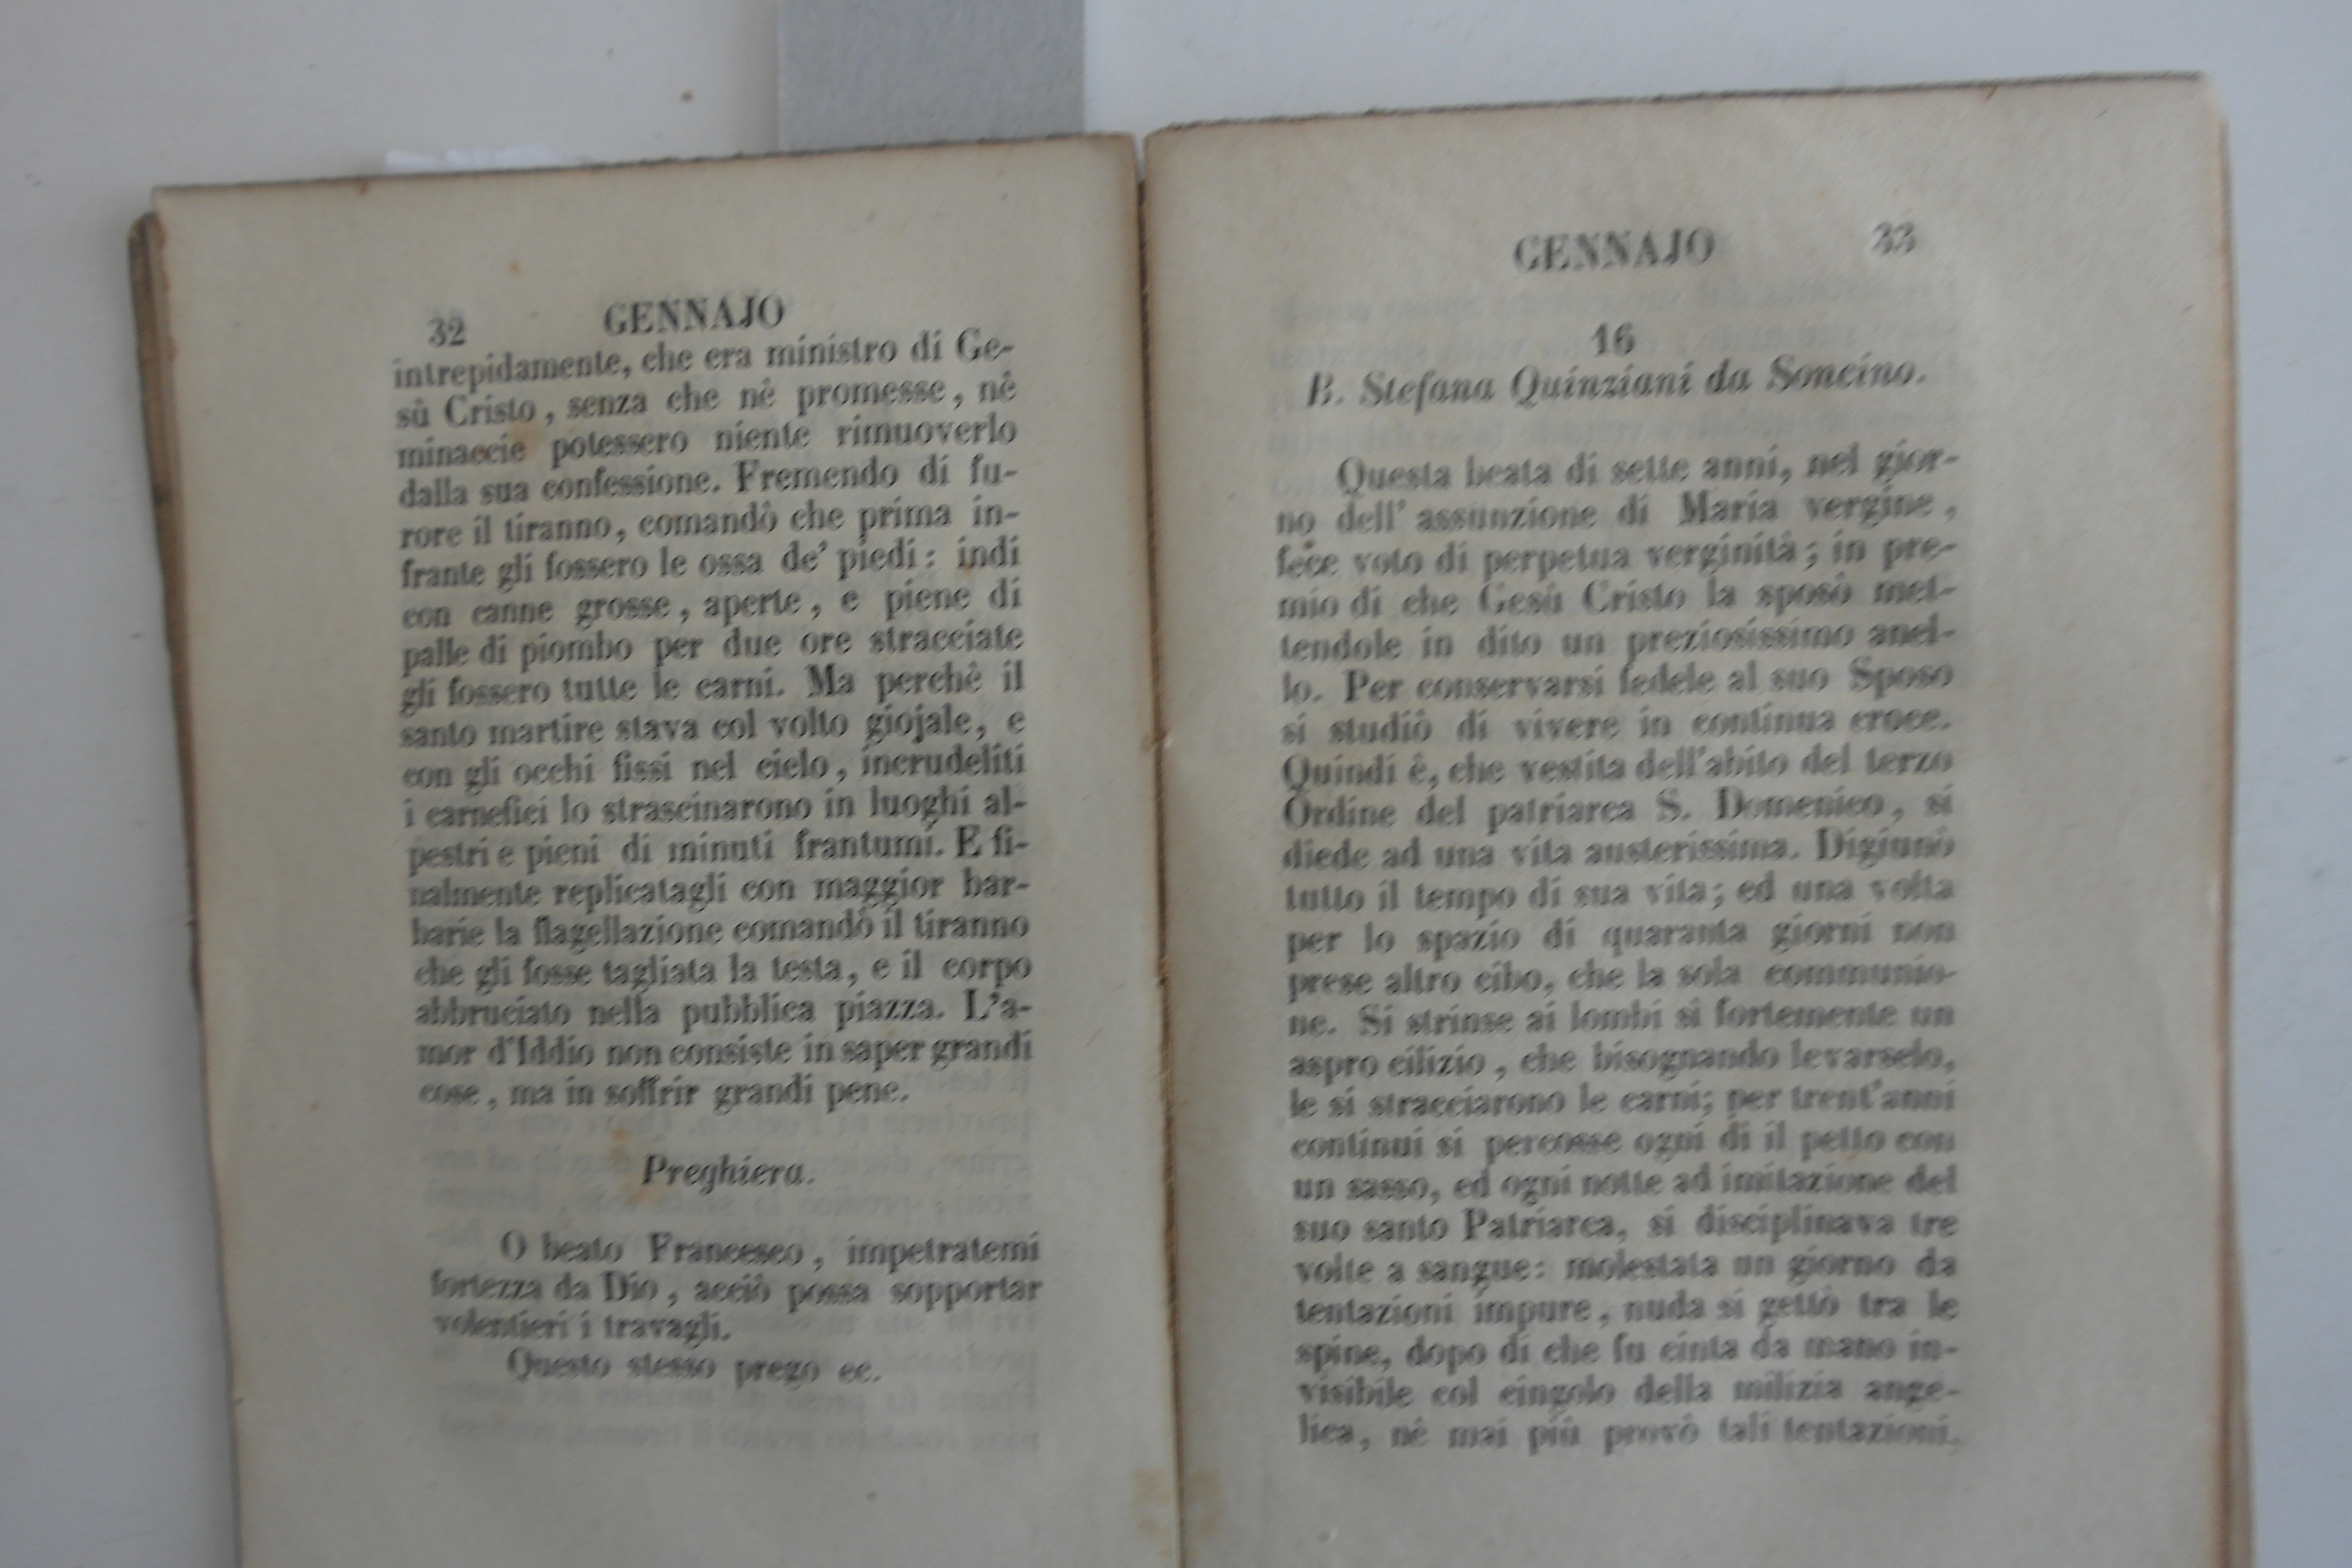 32 GENNAJO
intrepidamente, che era ministro di Ge-
sù Cristo, senza che nè promesse, nè
minaccie potessero niente rimuoverlo
dalla sua confessione. Fremendo di fu-
rore il tiranno, comandò che prima in-
frante gli fossero le ossa de' piedi: indi
con canne grosse, aperte, e piene di
palle di piombo per due ore stracciate
gli fossero tutte le carni. Ma perchè il
santo martire stava col volto giojale, e
con gli occhi fissi nel cielo, incrudeliti
i carnefici lo strascinarono in luoghi al-
pestri e pieni di minuti frantumi. E fi-
nalmente replicatagli con maggior bar-
barie la flagellazione comandò il tiranno
che gli fosse tagliata la testa, e il corpo
abbruciato nella pubblica piazza. L'a-
mor d'Iddio non consiste in saper grandi
cose, ma in soffrir grandi pene.
Preghiera.
O beato Francesco, impetratemi
fortezza da Dio, acciò possa sopportar
volentieri i travagli.
Questo stesso prego ec.
GENNAJO 33
16
B. Stefana Quinziani da Soncino.
Questa beata di sette anni, nel gior-
no dell' assunzione di Maria vergine,
fece voto di perpetua verginità; in pre-
mio di che Gesù Cristo la sposò met-
tendole in dito un preziosissimo anel-
lo. Per conservarsi fedele al suo Sposo
si studiò di vivere in continua croce.
Quindi è, che vestita dell'abito del terzo
Ordine del patriarca S. Domenico, si
diede ad una vita austerissima. Digiunò
tutto il tempo di sua vita; ed una volta
per lo spazio di quaranta giorni non
prese altro cibo, che la sola communio-
ne. Si strinse ai lombi sì fortemente un
aspro cilizio, che bisognando levarselo,
le si stracciarono le carni; per trent'anni
continui si percosse ogni dì il petto con
un sasso, ed ogni notte ad imitazione del
suo santo Patriarca, si disciplinava tre
volte a sangue: molestata un giorno da
tentazioni impure, nuda si gettò tra le
spine, dopo di che fu cinta da mano in-
visibile col cingolo della milizia ange-
lica, nè mai più provò tali tentazioni.